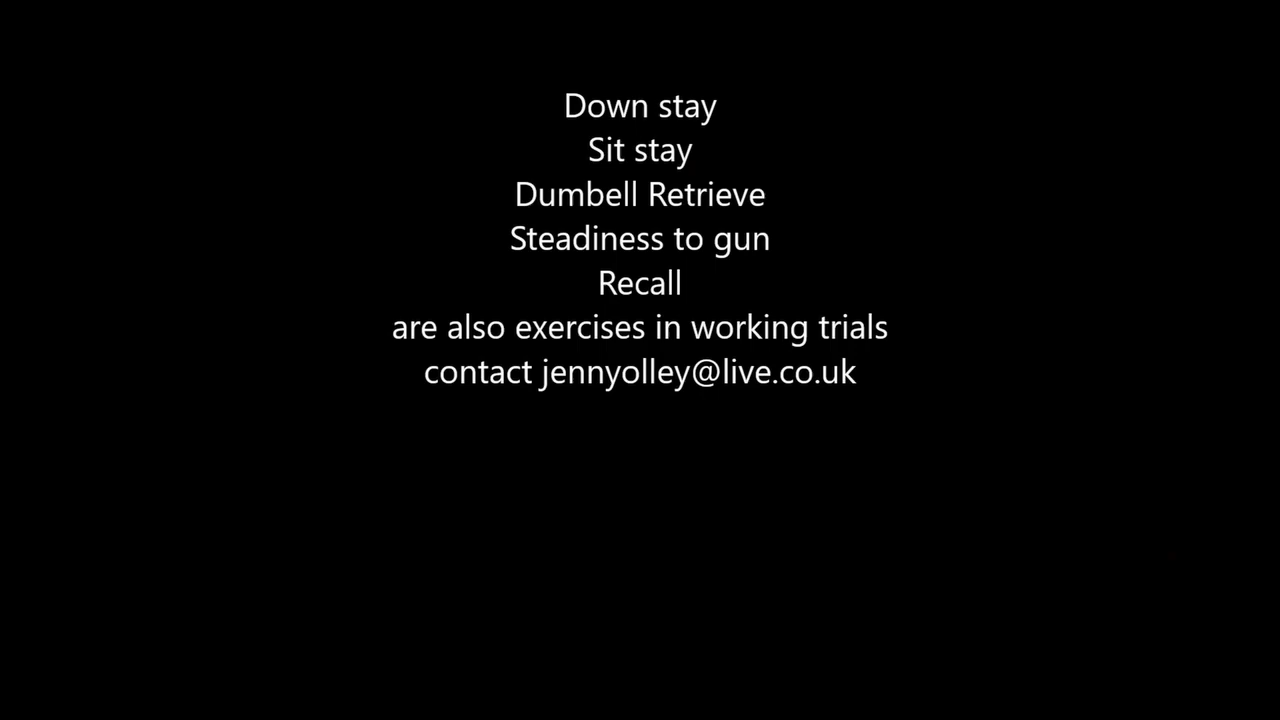 Down stay
Sit stay
Dumbell Retrieve
Steadiness to gun
Recall
are also exercises in working trials
contact jennyolley@live.co.uk